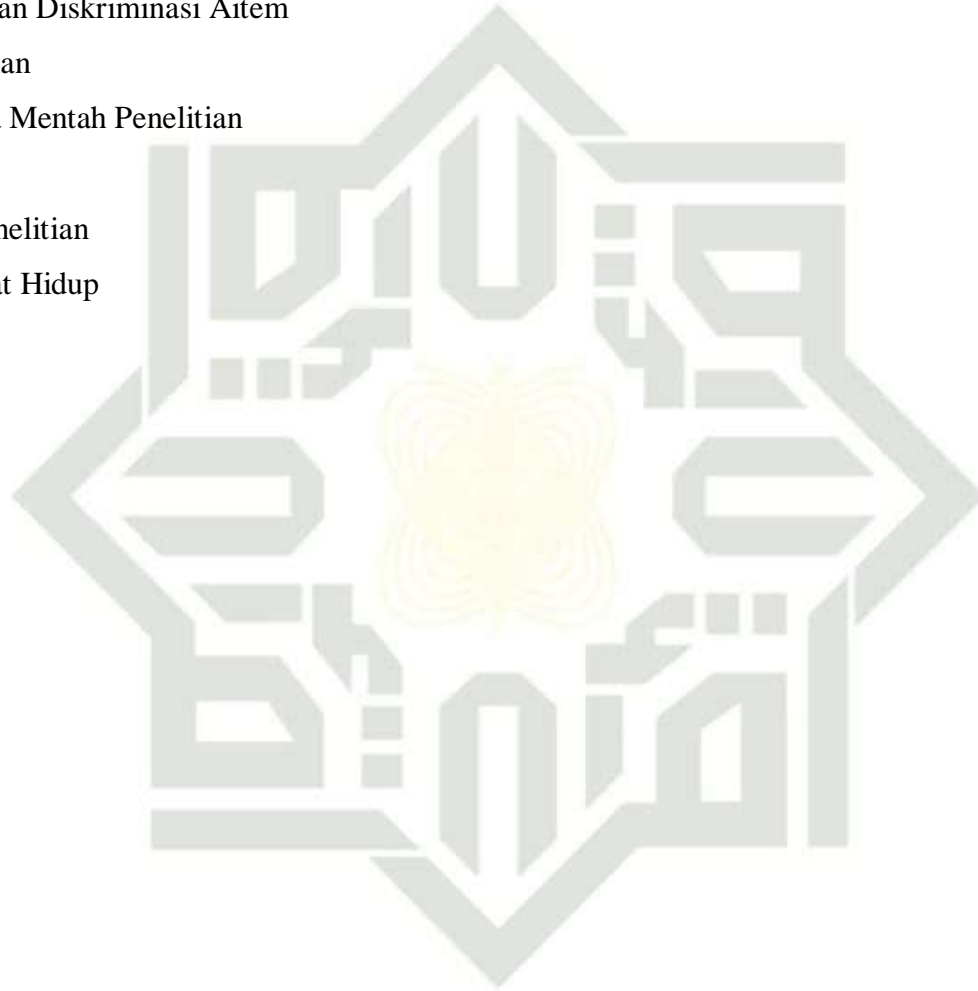 an Diskriminasi Aitem
an
Mentah Penelitian
nelitian
at Hidup